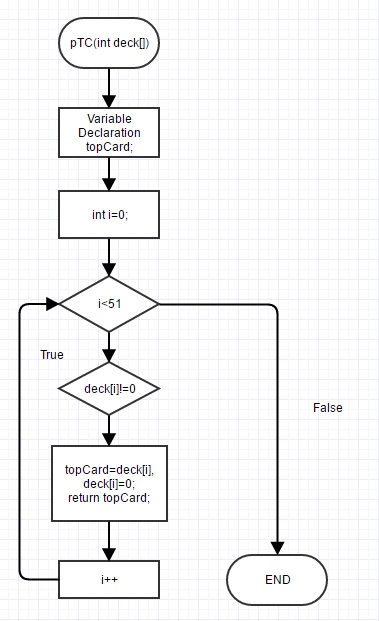 pTC(int deck[])
Variable
Declaration
topCard;
int i=0;
i<51
True
deck[i]!=0
False
topCard=deck[i],
deck[i]=0;
return topCard;
i++
END